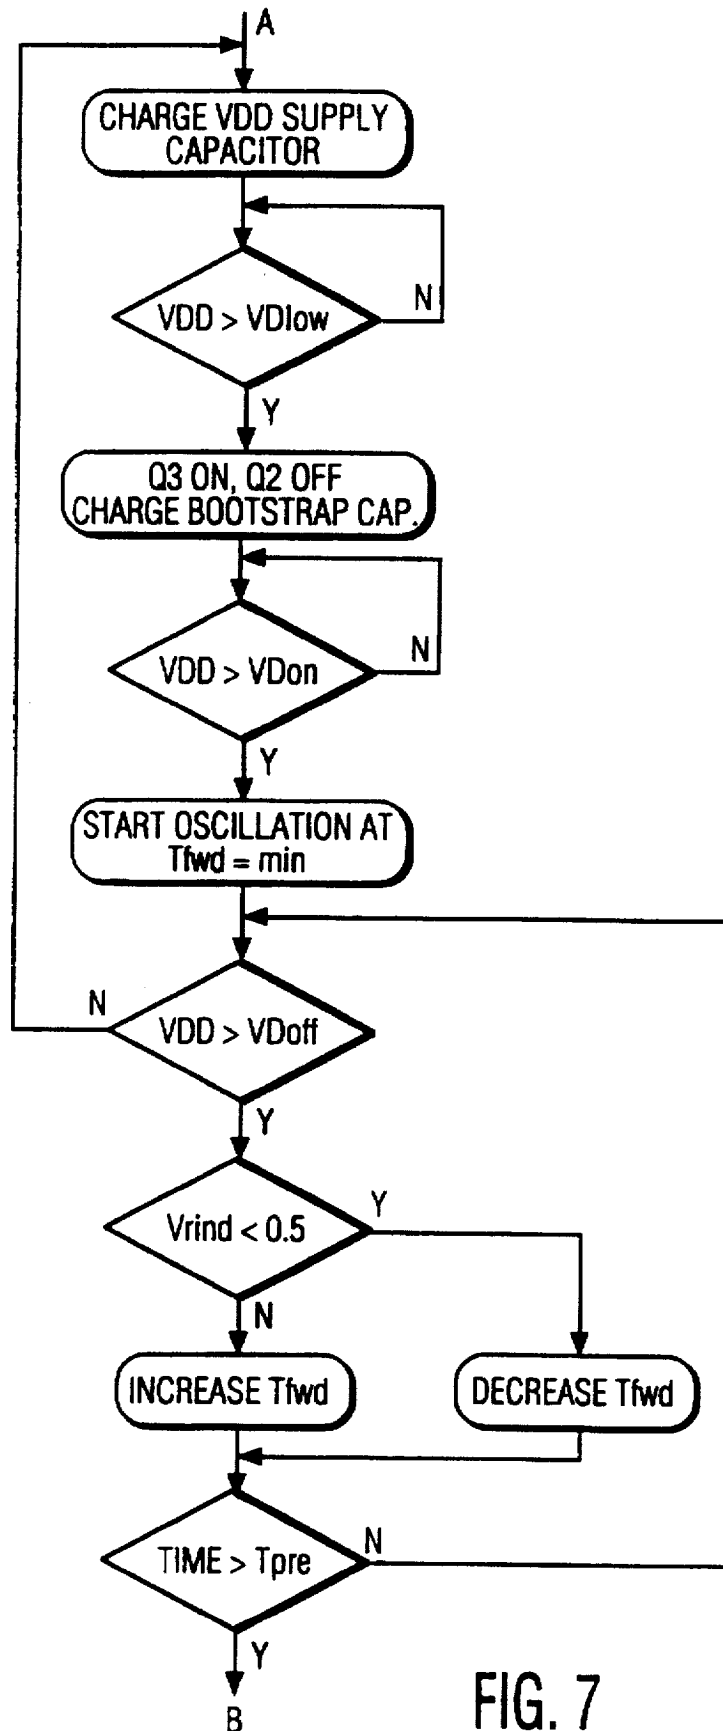 A
CHARGE VDD SUPPLY
CAPACITOR
VDD > VDlow
N
Y
Q3 ON, Q2 OFF
CHARGE BOOTSTRAP CAP.
VDD > VDon
N
Y
START OSCILLATION AT
Tfwd = min
N
VDD > VDoff
Y
Vrind < 0.5
Y
N
INCREASE Tfwd
DECREASE Tfwd
TIME > Tpre
N
Y
B
FIG. 7